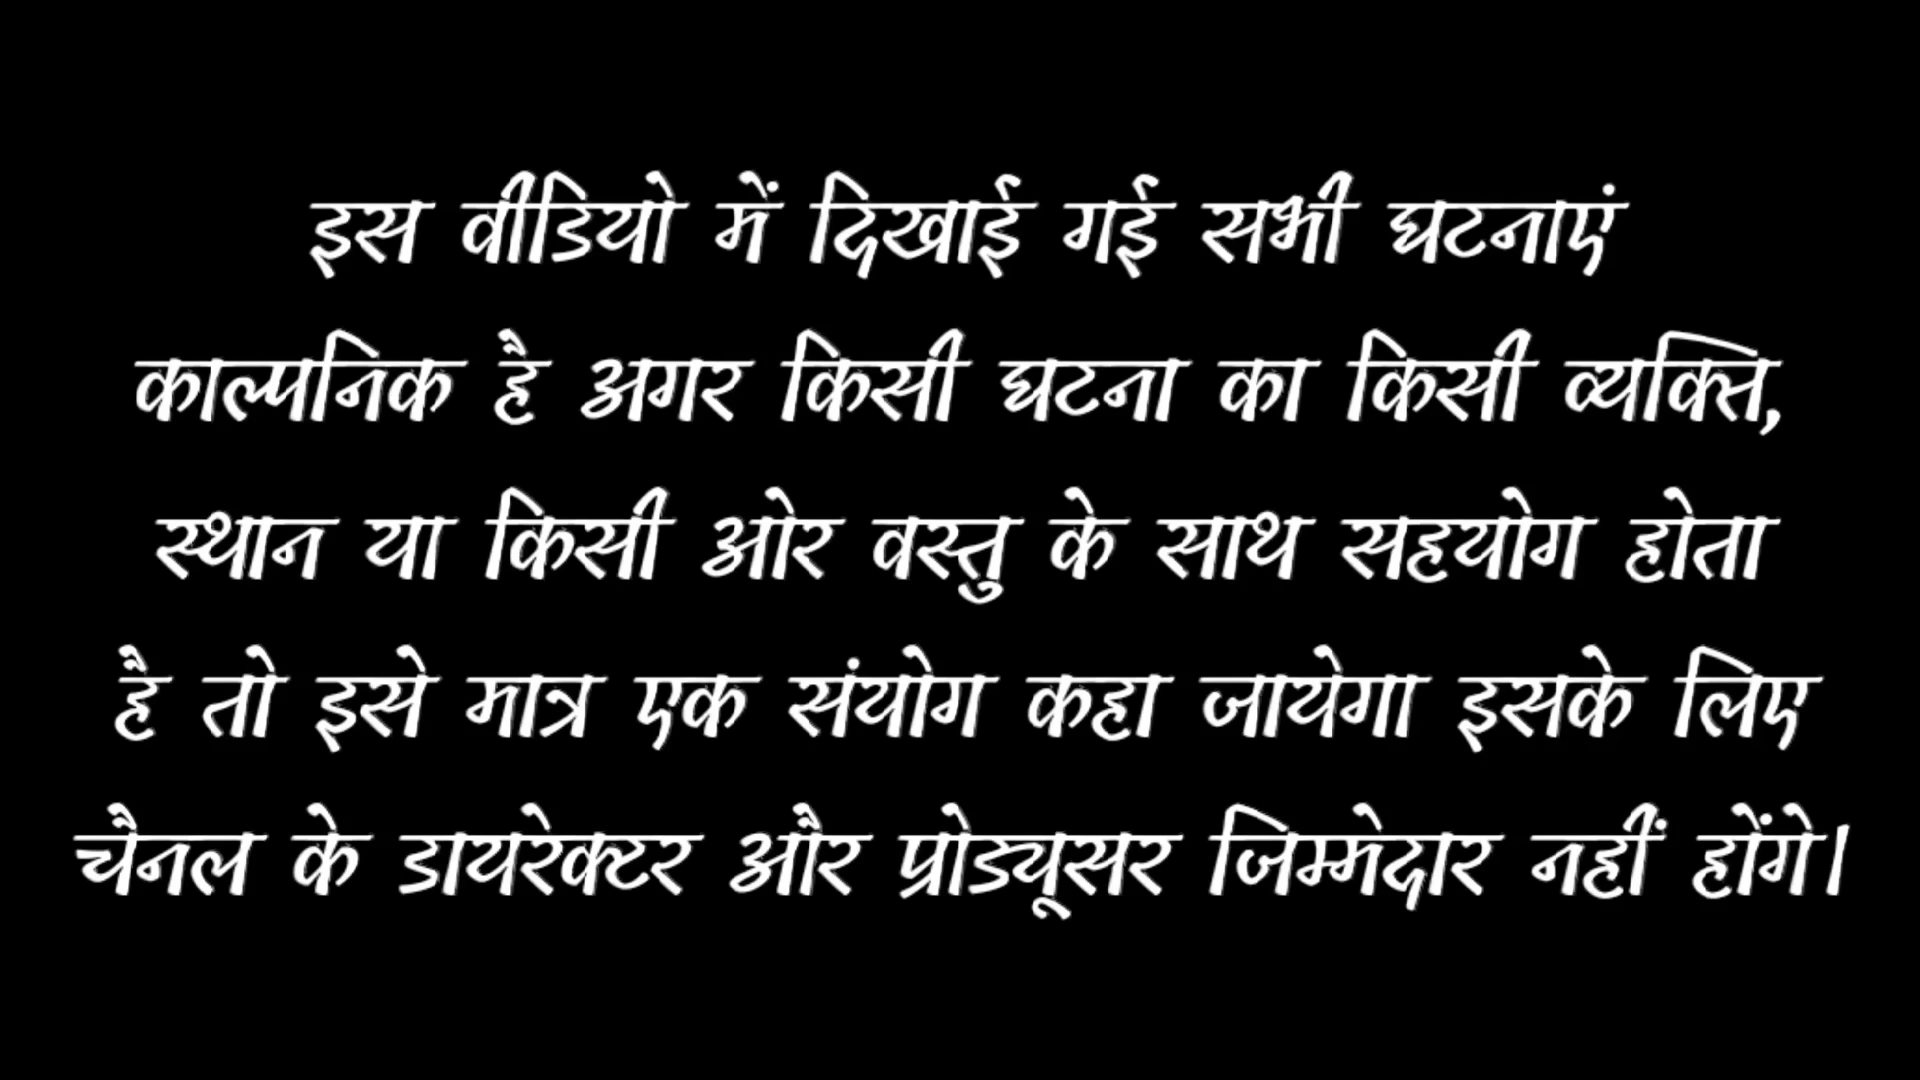 इस वीडियो में दिखाई गई सभी घटनाएं
काल्पनिक है अगर किसी घटना का किसी व्यक्ति,
स्थान या किसी ओर वस्तु के साथ सहयोग होता
है तो इसे मात्र एक संयोग कहा जायेगा इसके लिए
चैनल के डायरेक्टर और प्रोड्यूसर जिम्मेदार नहीं होंगे।